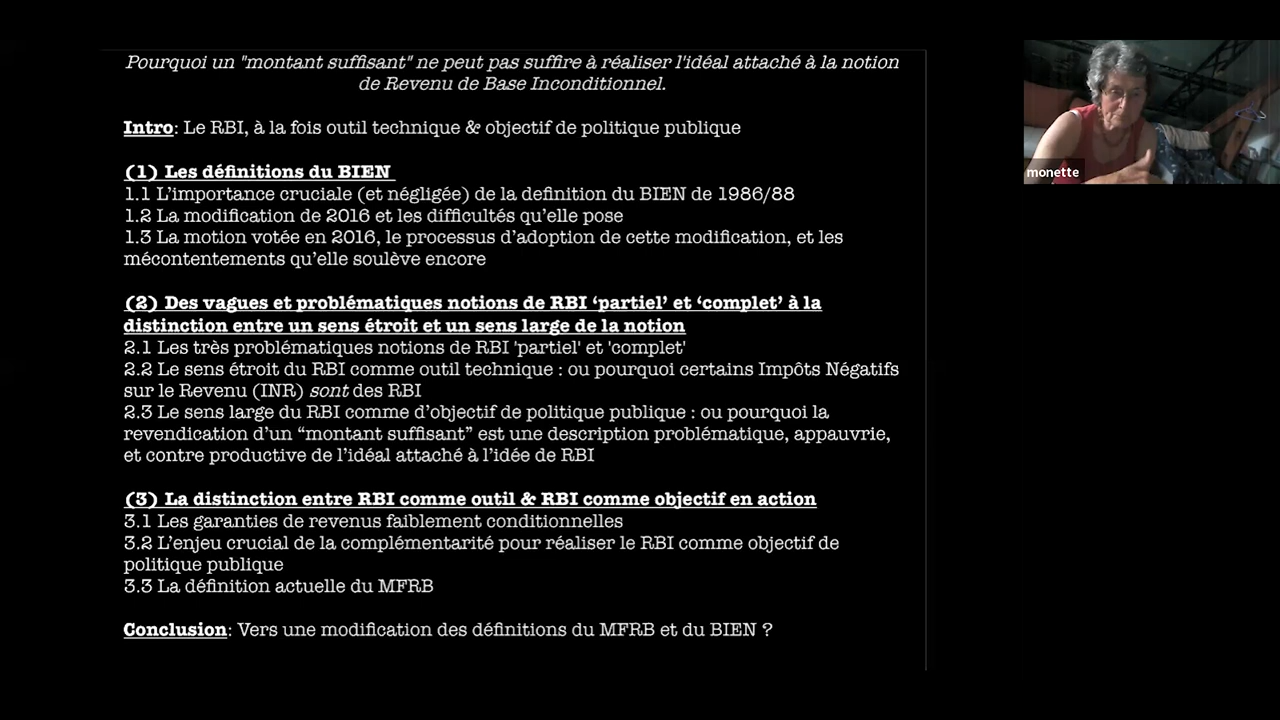 Pourquoi un "montant suffisant" ne peut pas suffire à réaliser l'idéal attaché à la notion
de Revenu de Base Inconditionnel.
Intro: Le RBI, à la fois outil technique & objectif de politique publique
(1) Les définitions du BIEN
1.1 L’importance cruciale (et négligée) de la definition du BIEN de 1986/88
1.2 La modification de 2016 et les difficultés qu’elle pose
1.3 La motion votée en 2016, le processus d’adoption de cette modification, et les
mécontentements qu’elle soulève encore
(2) Des vagues et problématiques notions de RBI ‘partiel’ et ‘complet’ à la
distinction entre un sens étroit et un sens large de la notion
2.1 Les très problématiques notions de RBI 'partiel' et 'complet'
2.2 Le sens étroit du RBI comme outil technique : ou pourquoi certains Impôts Négatifs
sur le Revenu (INR) sont des RBI
2.3 Le sens large du RBI comme d’objectif de politique publique : ou pourquoi la
revendication d’un “montant suffisant” est une description problématique, appauvrie,
et contre productive de l’idéal attaché à l’idée de RBI
(3) La distinction entre RBI comme outil & RBI comme objectif en action
3.1 Les garanties de revenus faiblement conditionnelles
3.2 L’enjeu crucial de la complémentarité pour réaliser le RBI comme objectif de
politique publique
3.3 La définition actuelle du MFRB
Conclusion: Vers une modification des définitions du MFRB et du BIEN ?
monette